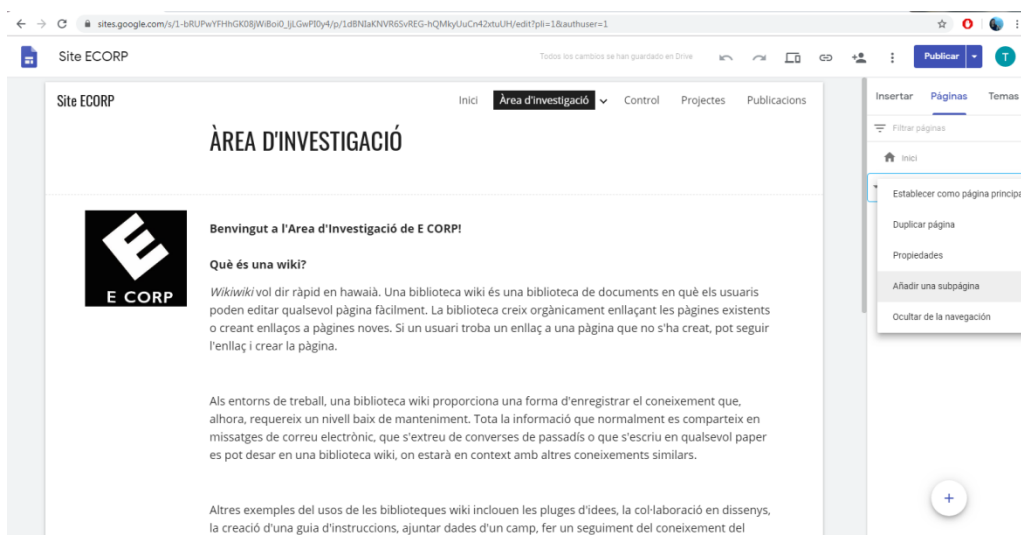 sites.google.com/s/1-bRUPwYFHhGK08jWiBoi0_ljLGwPI0y4/p/1dBNIaKNVR6SvREG-hQMkyUuCn42xtuUH/edit?pli=1&authuser=1
Site ECORP
Todos los cambios se han guardado en Drive
Publicar
T
Site ECORP
Inici
Àrea d'investigació
Control
Projectes
Publicacions
Insertar
Páginas
Temas
ÀREA D'INVESTIGACIÓ
Filtrar páginas
Inici
Establecer como página principa
Duplicar página
Propiedades
Añadir una subpágina
Ocultar de la navegación
E CORP
Benvingut a l'Area d'Investigació de E CORP!
Què és una wiki?
Wikiwiki vol dir ràpid en hawaià. Una biblioteca wiki és una biblioteca de documents en què els usuaris
poden editar qualsevol pàgina fàcilment. La biblioteca creix orgànicament enllaçant les pàgines existents
o creant enllaços a pàgines noves. Si un usuari troba un enllaç a una pàgina que no s'ha creat, pot seguir
l'enllaç i crear la pàgina.
Als entorns de treball, una biblioteca wiki proporciona una forma d'enregistrar el coneixement que,
alhora, requereix un nivell baix de manteniment. Tota la informació que normalment es comparteix en
missatges de correu electrònic, que s'extreu de converses de passadís o que s'escriu en qualsevol paper
es pot desar en una biblioteca wiki, on estarà en context amb altres coneixements similars.
Altres exemples del usos de les biblioteques wiki inclouen les pluges d'idees, la col·laboració en dissenys,
la creació d'una guia d'instruccions, ajuntar dades d'un camp, fer un seguiment del coneixement del